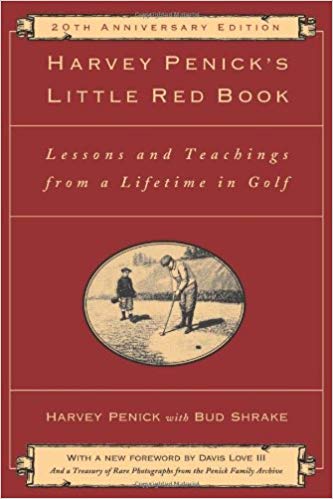 20TH ANNIVERSARY EDITION
HARVEY PENICK'S
LITTLE RED BOOK
Lessons and Teachings
from a Lifetime in Golf
HARVEY PENICK with BUD SHRAKE
WITH A NEW FOREWORD BY DAVIS LOVE III
And a Treasury of Rare Photographs from the Penick Family Archive